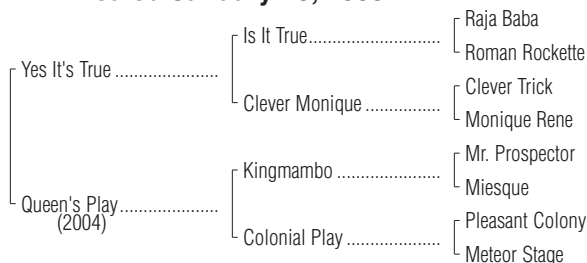 Raja Baba
Is It True
Roman Rockette
Yes It's True
Clever Trick
Clever Monique
Monique Rene
Mr. Prospector
Kingmambo
Miesque
Queen's Play
(2004)
Pleasant Colony
Colonial Play
Meteor Stage